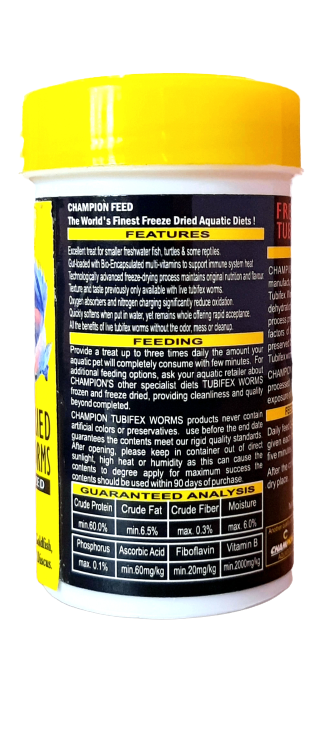 CHAMPION FEED
The World's Finest Freeze Dried Aquatic Diets !
FEATURES
Excellent treat for smaller freshwater fish, turtles & some reptiles.
Gut-loaded with Bio-Encapsulated multi-vitamins to support immune system heat
Technologically advanced freeze-drying process maintains original nutrition and flavour
Texture and taste previously only available with live tubifex worms.
Oxygen absorbers and nitrogen charging significantly reduce oxidation.
Quickly softens when put in water, yet remains whole offering rapid acceptance.
All the benefits of live tubifex worms without the odor, mess or cleanup.
FEEDING
Provide a treat up to three times daily the amount your
aquatic pet will completely consume with few minutes. For
additional feeding options, ask your aquatic retailer about
CHAMPION'S other specialist diets TUBIFEX WORMS
frozen and freeze dried, providing cleanliness and quality
beyond completed.
CHAMPION TUBIFEX WORMS products never contain
artificial colors or preservatives. use before the end date
guarantees the contents meet our rigid quality standards
After opening, please keep in container out of direct
sunlight, high heat or humidity as this can cause the
contents to degrade apply for maximum success the
contents should be used within 90 days of purchase.
GUARANTEED ANALYSIS
Crude Protein Crude Fat Crude Fiber Moisture
min.60.0% min.6.5% max. 0.3% max. 6.0%
Phosphorus Ascorbic Acid Fiboflavin Vitamin B
max. 0.1% min.60mg/kg min.20mg/kg min.2000mg/kg